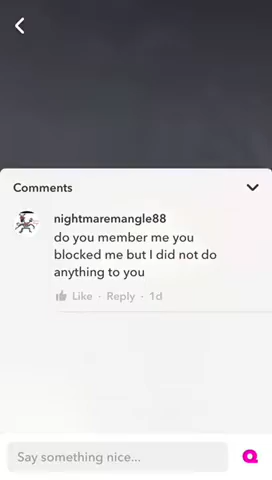 Comments
nightmaremangle88
do you member me you
blocked me but I did not do
anything to you
Like · Reply · 1d
Say something nice...